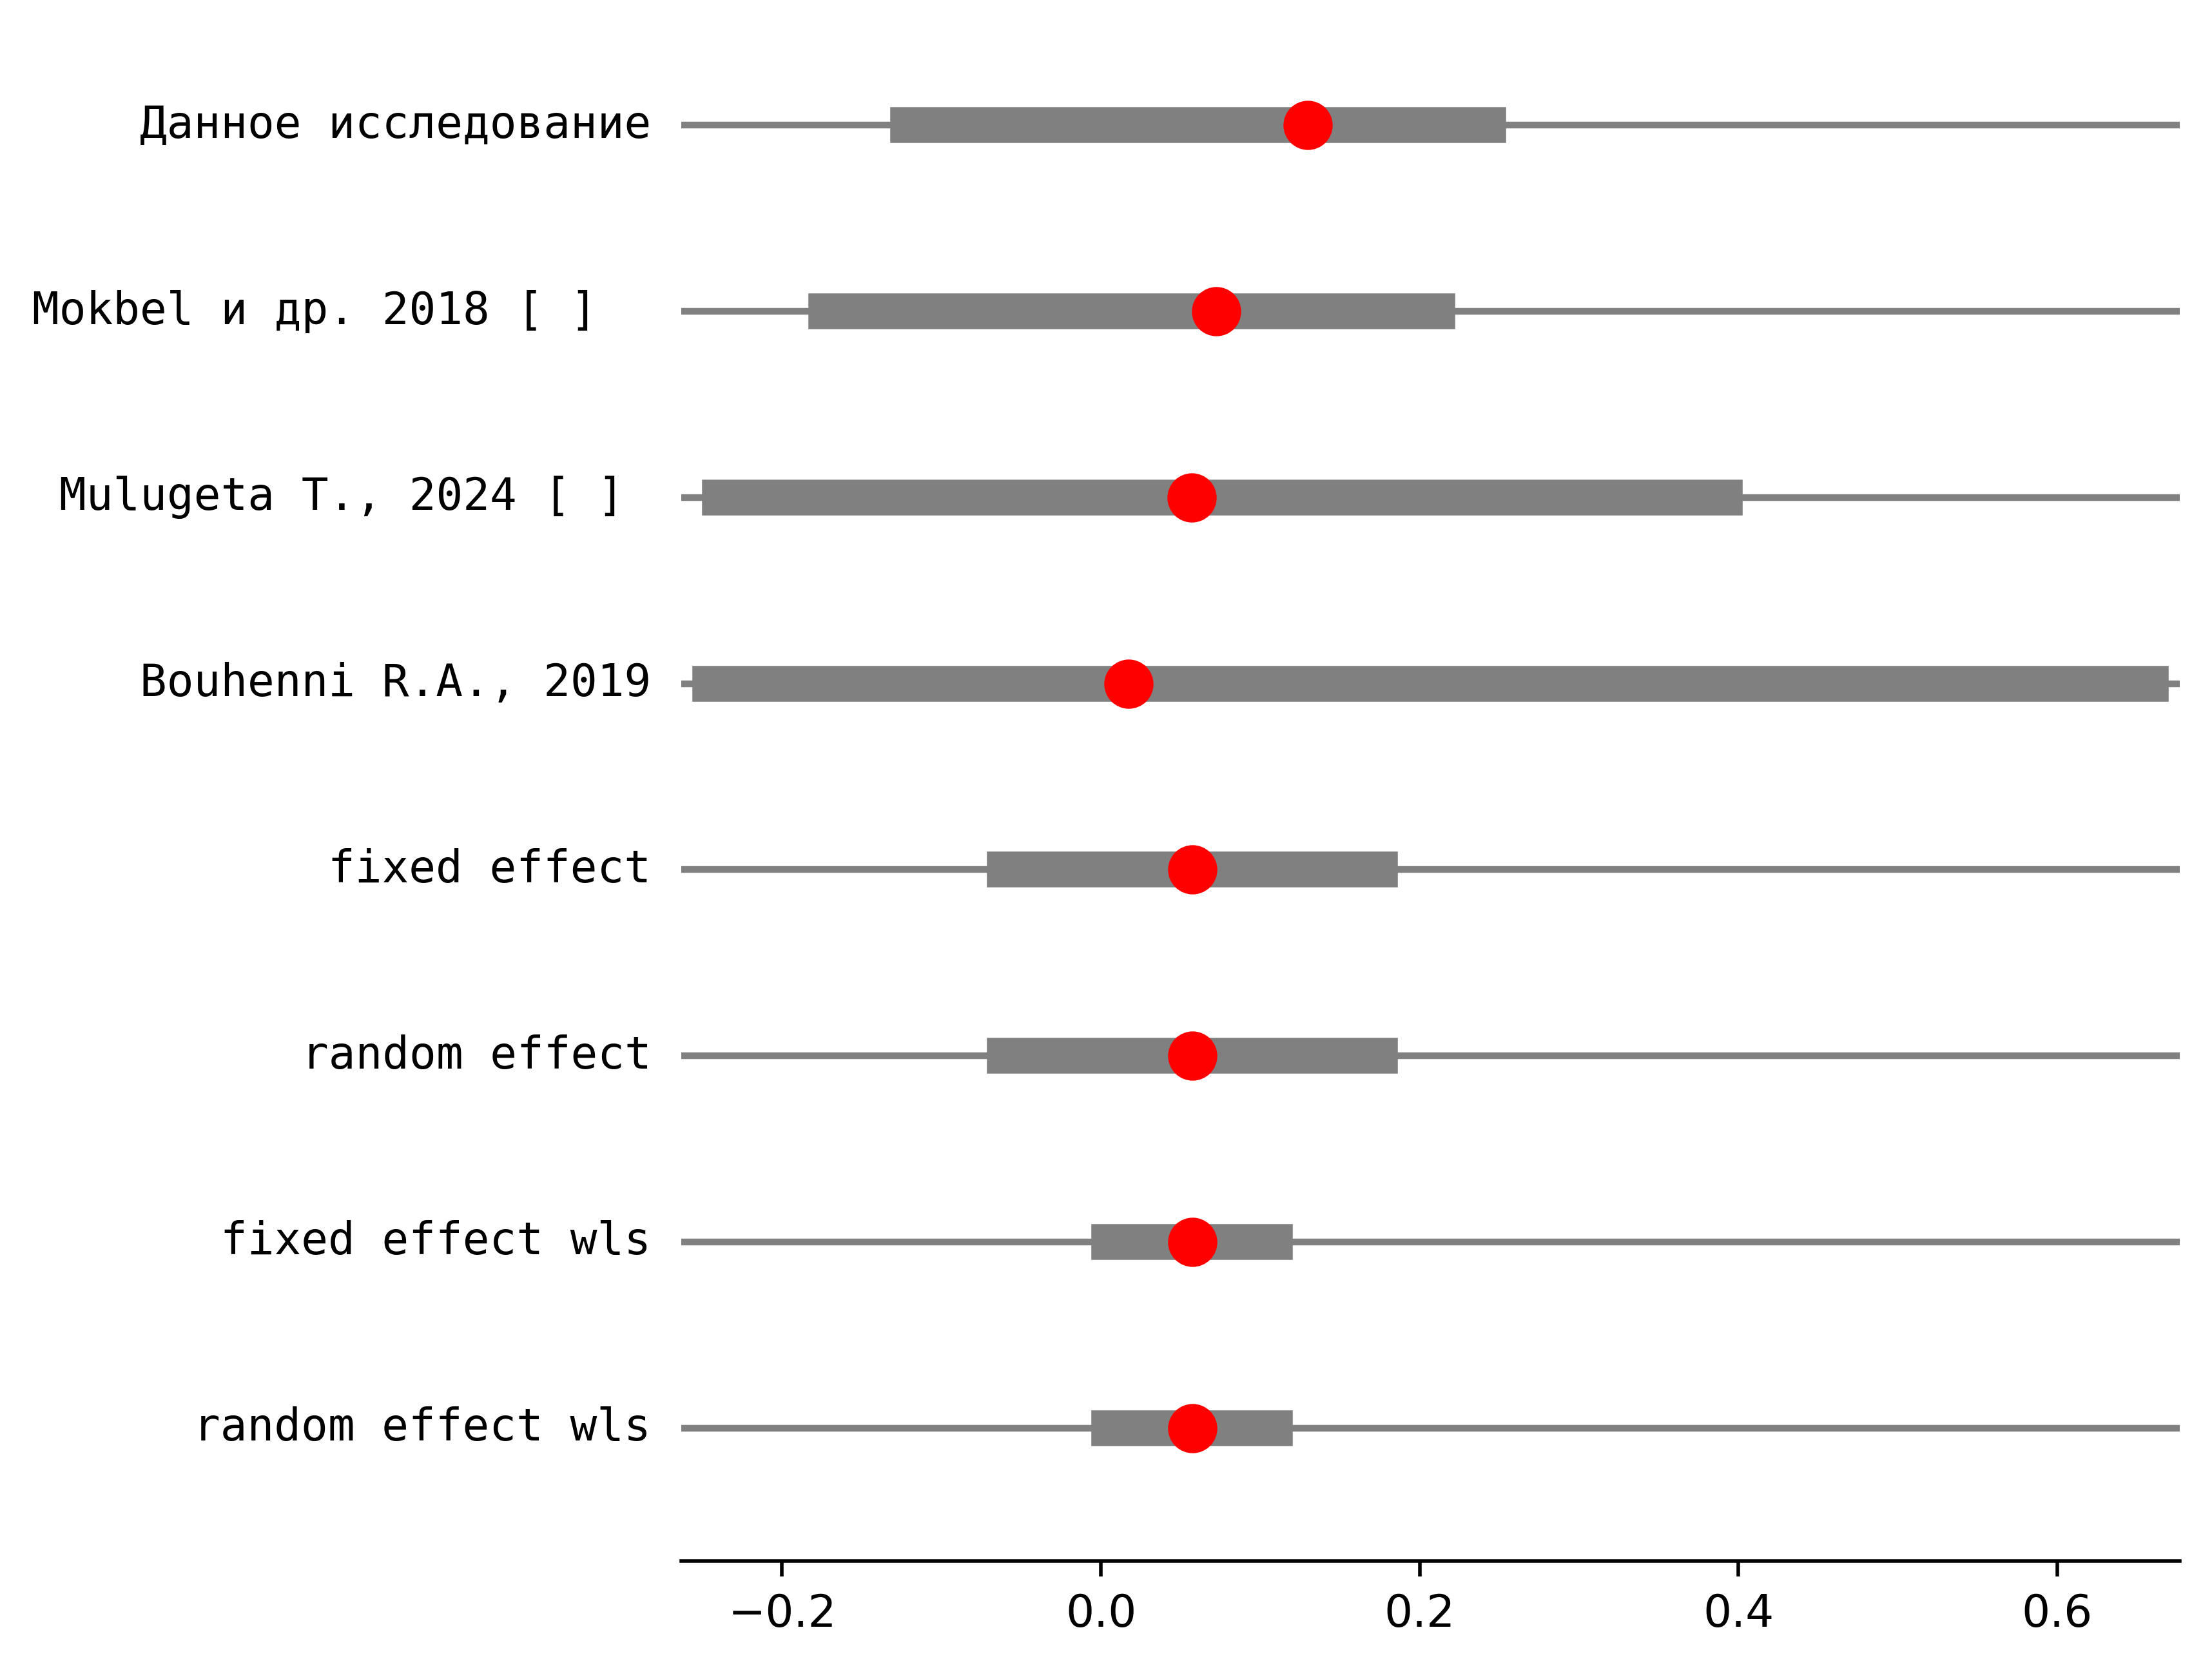 Данное исследование
Mokbel и др. 2018 [ ]
Mulugeta T., 2024 [ ]
Bouhenni R.A., 2019
fixed effect
random effect
fixed effect wls
random effect wls
−0.2 0.0 0.2 0.4 0.6